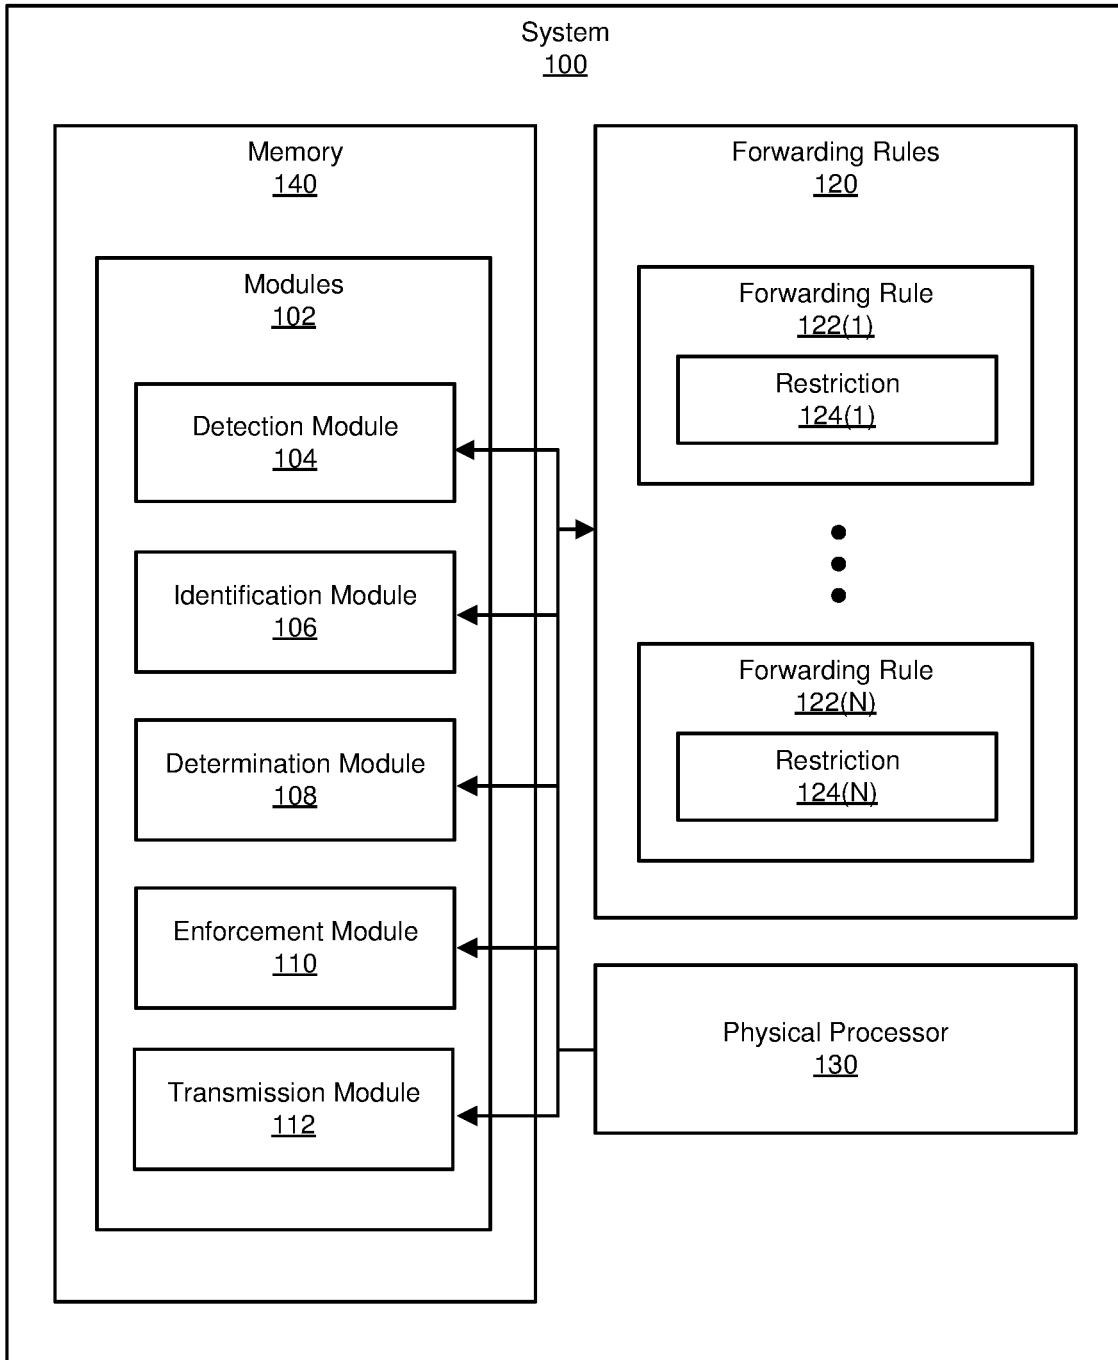 System
100
Memory
140
Modules
102
Detection Module
104
Identification Module
106
Determination Module
108
Enforcement Module
110
Transmission Module
112
Forwarding Rules
120
Forwarding Rule
122(1)
Restriction
124(1)
Forwarding Rule
122(N)
Restriction
124(N)
Physical Processor
130